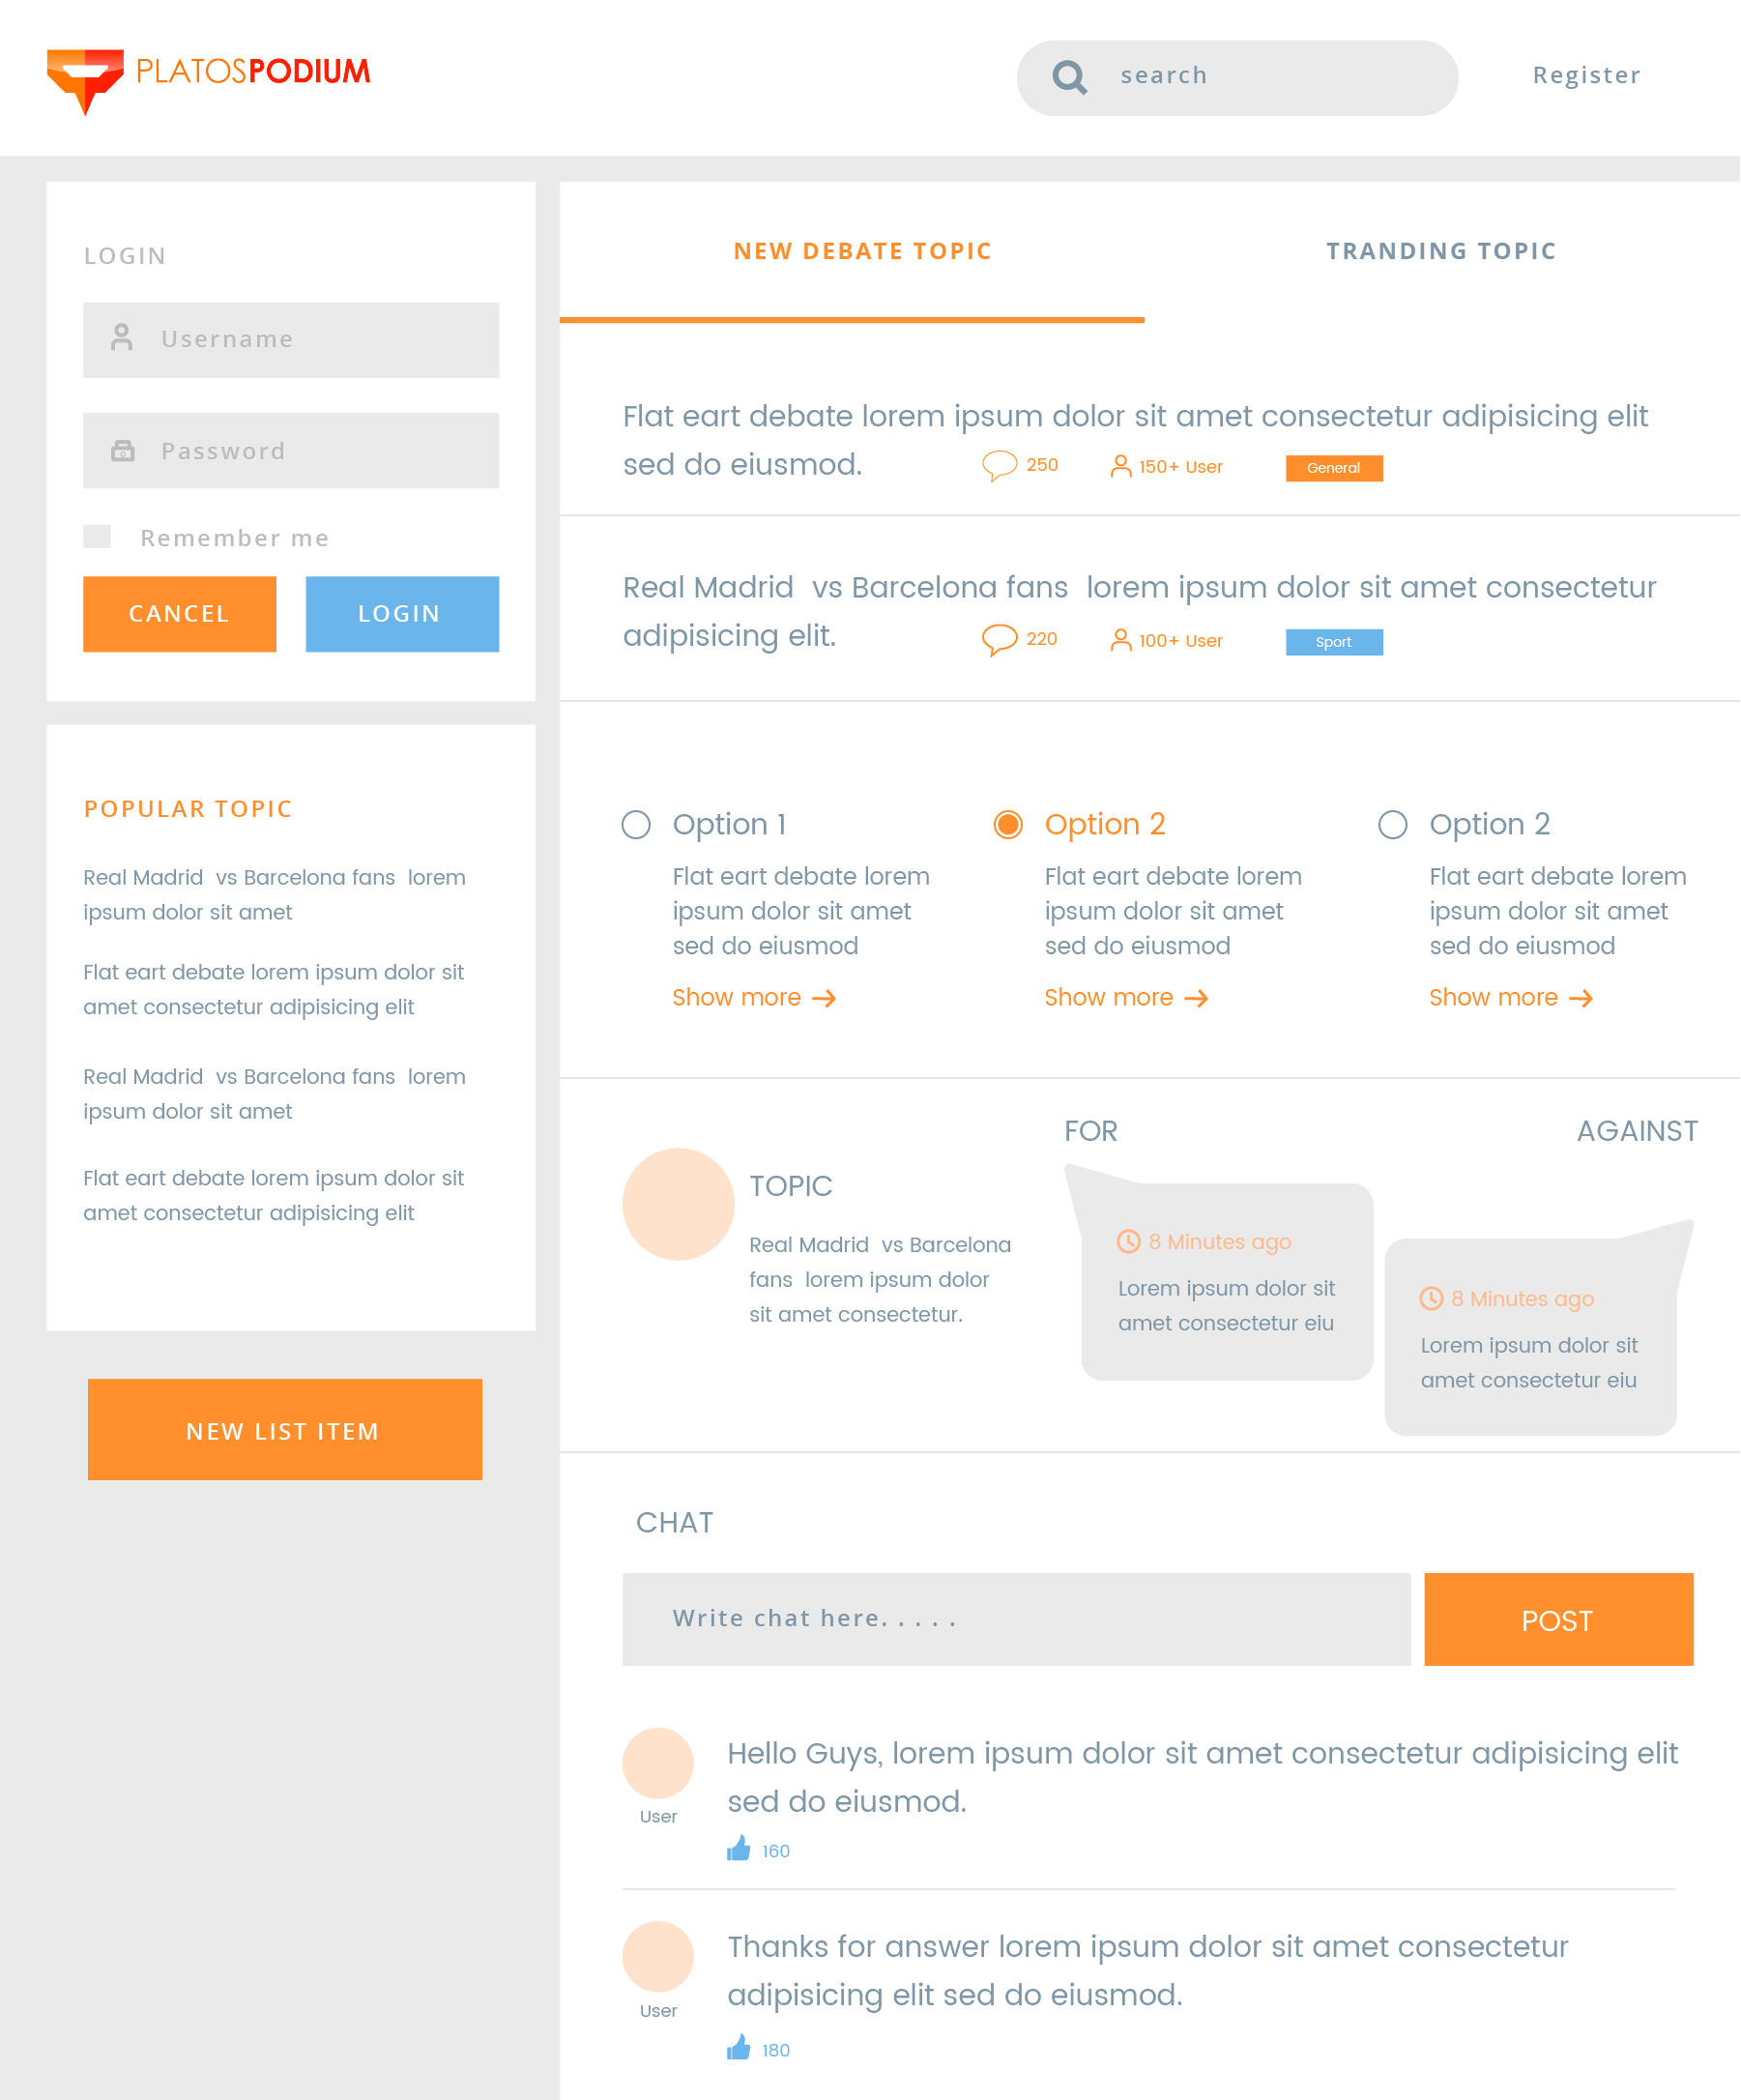 PLATOSPODIUM
search
Register
LOGIN
Username
Password
Remember me
CANCEL
LOGIN
POPULAR TOPIC
Real Madrid  vs Barcelona fans  lorem
ipsum dolor sit amet
Flat eart debate lorem ipsum dolor sit
amet consectetur adipisicing elit
Real Madrid  vs Barcelona fans  lorem
ipsum dolor sit amet
Flat eart debate lorem ipsum dolor sit
amet consectetur adipisicing elit
NEW LIST ITEM
NEW DEBATE TOPIC
TRANDING TOPIC
Flat eart debate lorem ipsum dolor sit amet consectetur adipisicing elit
sed do eiusmod.
250
150+ User
General
Real Madrid  vs Barcelona fans  lorem ipsum dolor sit amet consectetur
adipisicing elit.
220
100+ User
Sport
Option 1
Flat eart debate lorem
ipsum dolor sit amet
sed do eiusmod
Show more
Option 2
Flat eart debate lorem
ipsum dolor sit amet
sed do eiusmod
Show more
Option 2
Flat eart debate lorem
ipsum dolor sit amet
sed do eiusmod
Show more
TOPIC
Real Madrid  vs Barcelona
fans  lorem ipsum dolor
sit amet consectetur.
FOR
8 Minutes ago
Lorem ipsum dolor sit
amet consectetur eiu
AGAINST
8 Minutes ago
Lorem ipsum dolor sit
amet consectetur eiu
CHAT
Write chat here. . . . .
POST
Hello Guys, lorem ipsum dolor sit amet consectetur adipisicing elit
sed do eiusmod.
User
160
Thanks for answer lorem ipsum dolor sit amet consectetur
adipisicing elit sed do eiusmod.
User
180